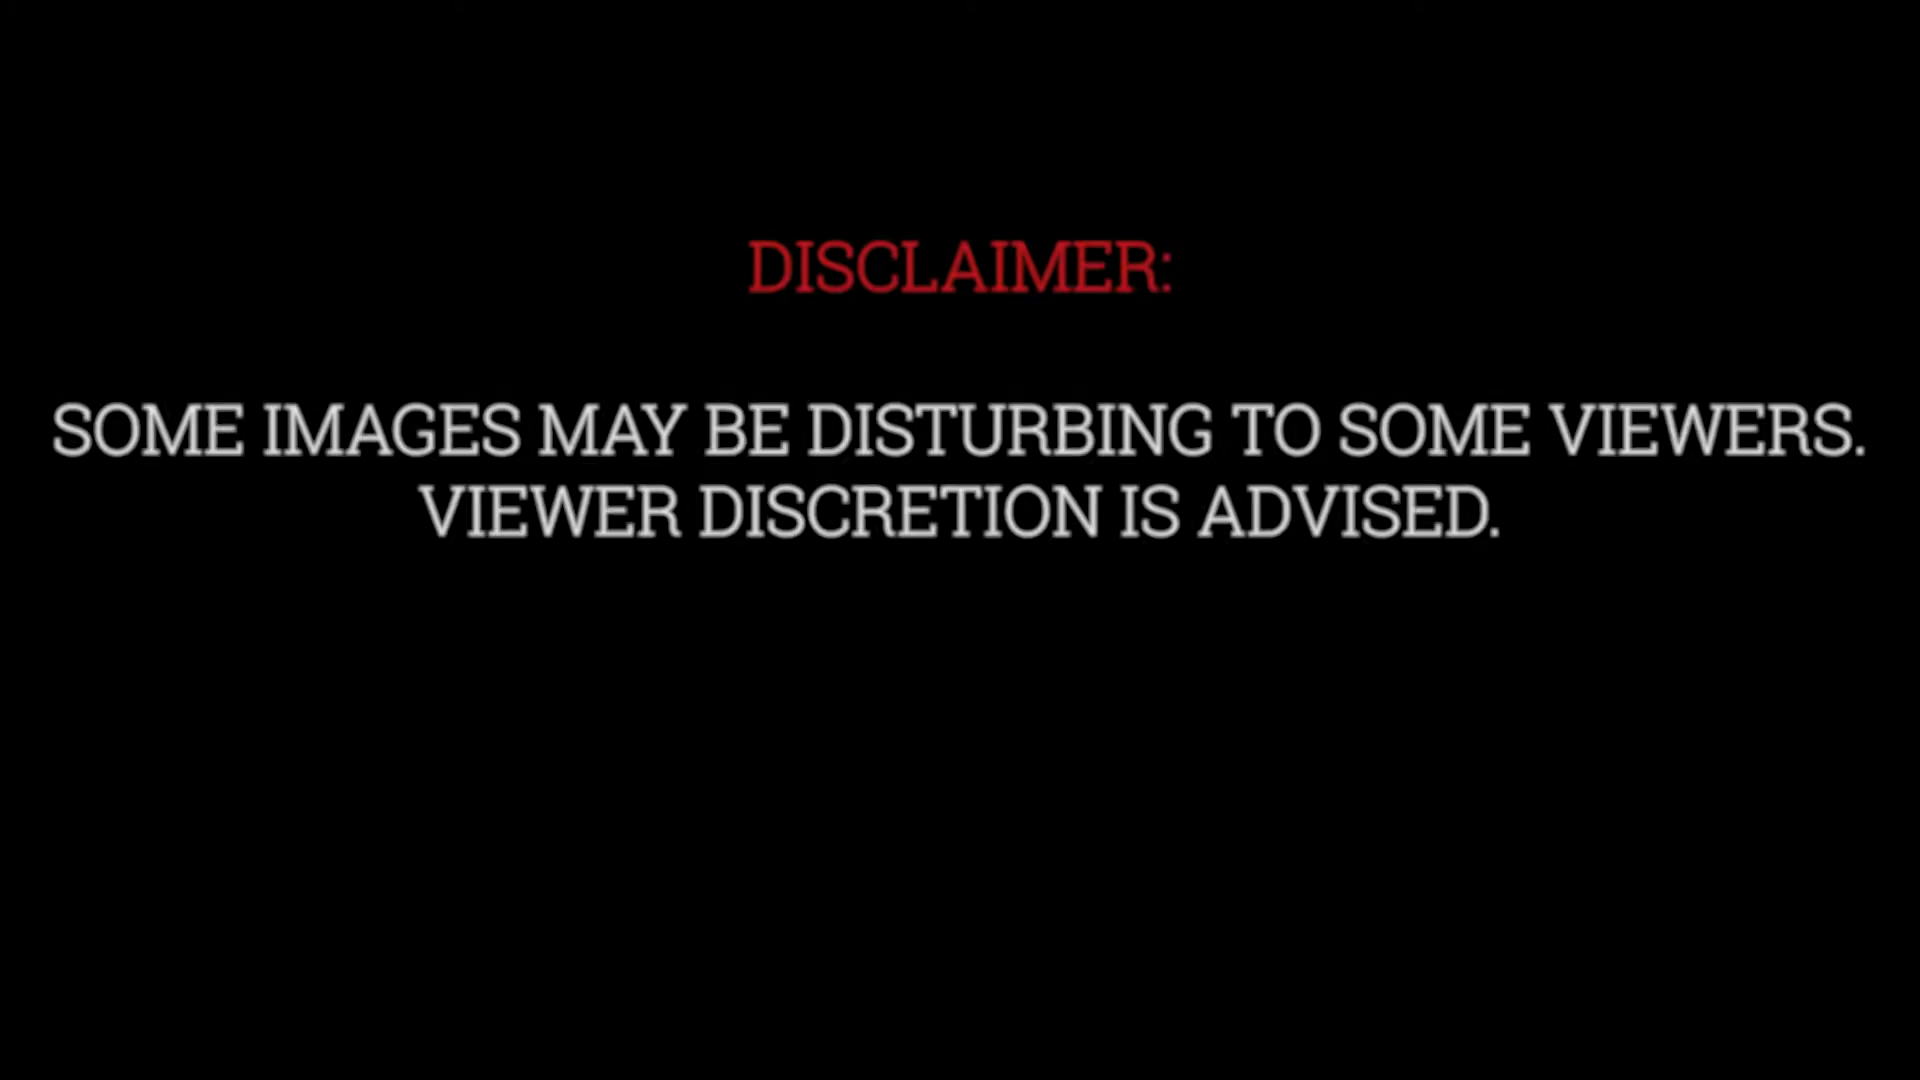 DISCLAIMER:
SOME IMAGES MAY BE DISTURBING TO SOME VIEWERS.
VIEWER DISCRETION IS ADVISED.